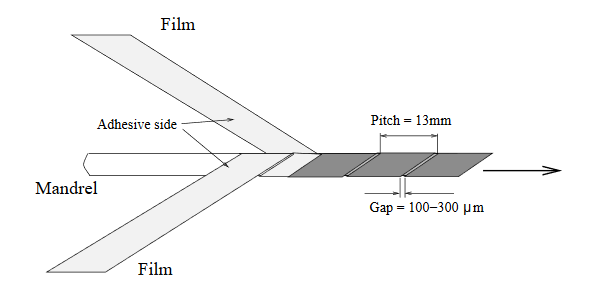 Film
Adhesive side
Pitch = 13mm
Mandrel
Gap = 100–300 μm
Film